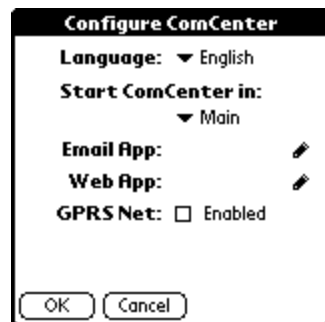 Configure ComCenter
Language: English
Start ComCenter in:
Main
Email App:
Web App:
GPRS Net: Enabled
OK Cancel